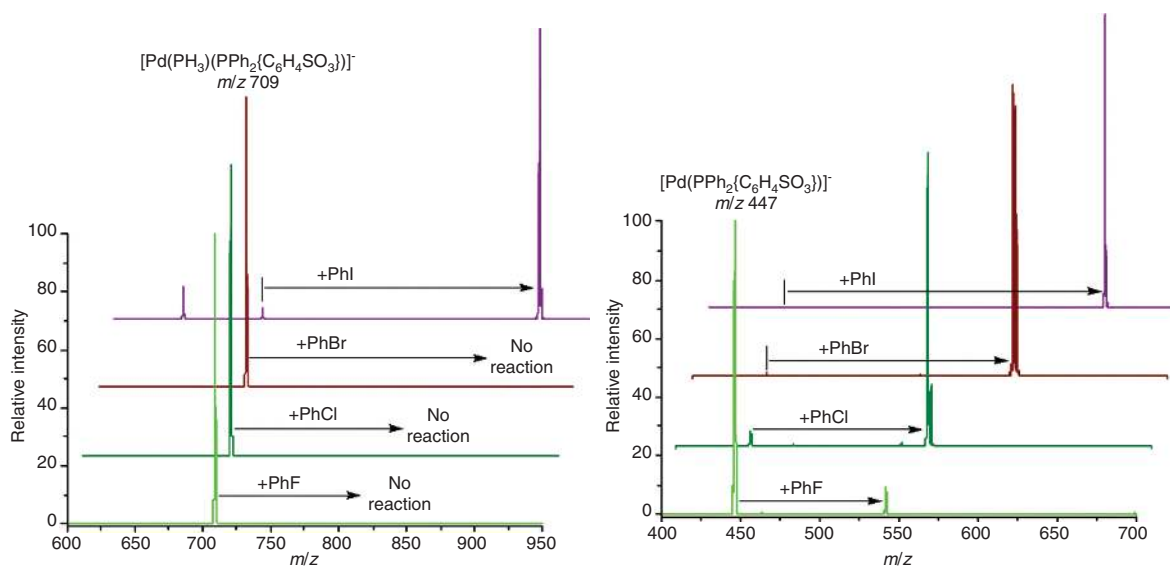 [Pd(PH₃)(PPh₂{C₆H₄SO₃})]⁻
m/z 709
Relative intensity
100
80
60
40
20
0
+PhI
+PhBr
No
reaction
+PhCl
No
reaction
+PhF
No
reaction
600
650
700
750
800
850
900
950
m/z
[Pd(PPh₂{C₆H₄SO₃})]⁻
m/z 447
Relative intensity
100
80
60
40
20
0
+PhI
+PhBr
+PhCl
+PhF
400
450
500
550
600
650
700
m/z